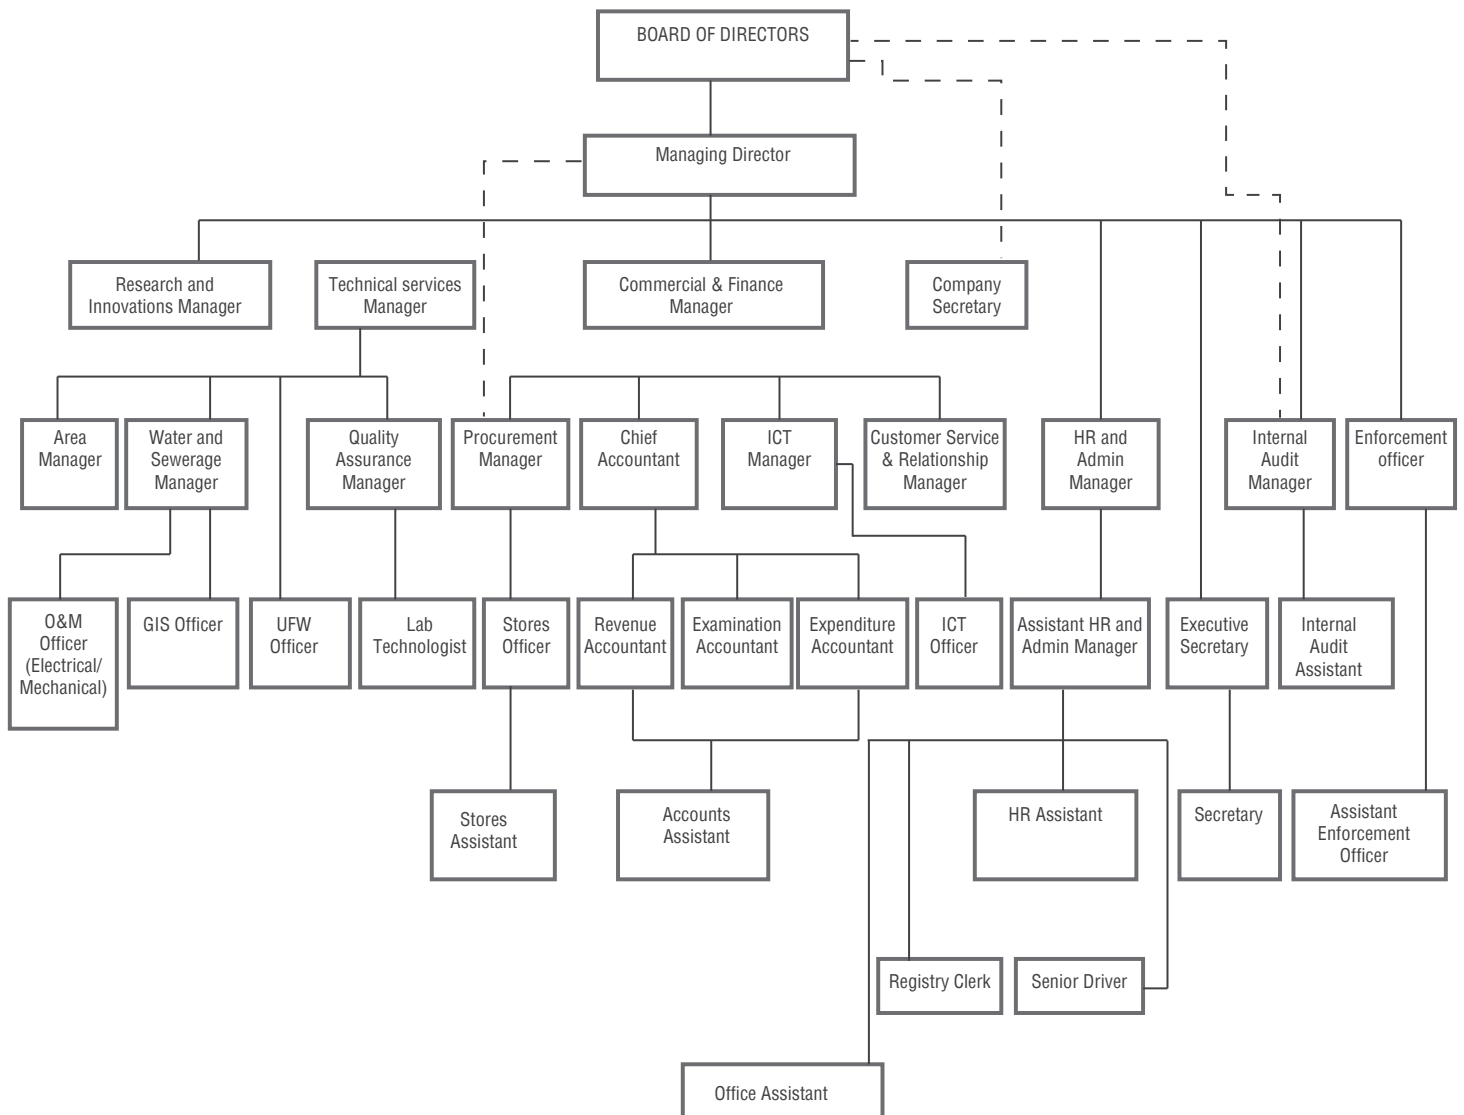 BOARD OF DIRECTORS
Managing Director
Research and
Innovations Manager
Technical services
Manager
Commercial & Finance
Manager
Company
Secretary
Area
Manager
Water and
Sewerage
Manager
Quality
Assurance
Manager
Procurement
Manager
Chief
Accountant
ICT
Manager
Customer Service
& Relationship
Manager
HR and
Admin
Manager
Internal
Audit
Manager
Enforcement
officer
O&M
Officer
(Electrical/
Mechanical)
GIS Officer
UFW
Officer
Lab
Technologist
Stores
Officer
Revenue
Accountant
Examination
Accountant
Expenditure
Accountant
ICT
Officer
Assistant HR and
Admin Manager
Executive
Secretary
Internal
Audit
Assistant
Stores
Assistant
Accounts
Assistant
HR Assistant
Secretary
Assistant
Enforcement
Officer
Registry Clerk
Senior Driver
Office Assistant